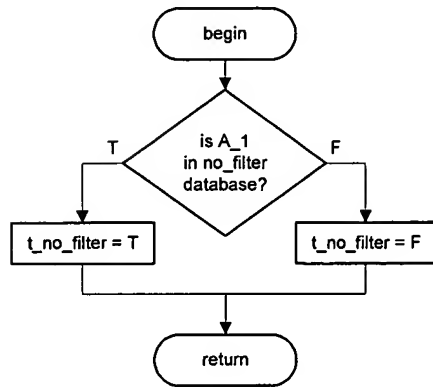 begin
is A_1
in no_filter
database?
T
F
t_no_filter = T
t_no_filter = F
return